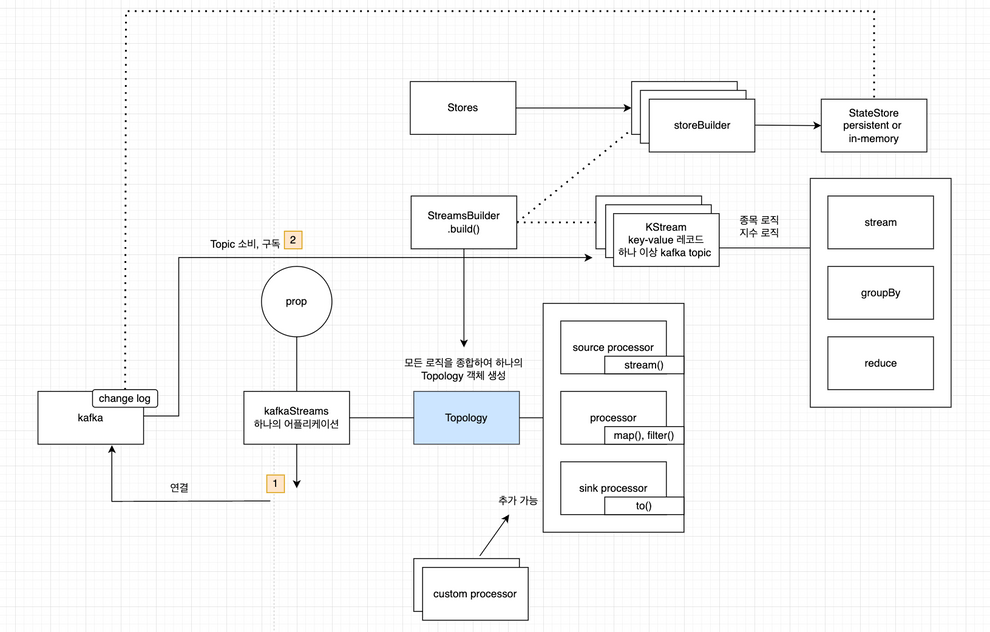 Stores
storeBuilder
StateStore
persistent or
in-memory
StreamsBuilder
.build()
KStream
key-value 레코드
하나 이상 kafka topic
종목 로직
지수 로직
stream
groupBy
reduce
Topic 소비, 구독
2
prop
모든 로직을 종합하여 하나의
Topology 객체 생성
source processor
stream()
change log
kafka
kafkaStreams
하나의 어플리케이션
Topology
processor
map(), filter()
연결
1
sink processor
to()
추가 가능
custom processor